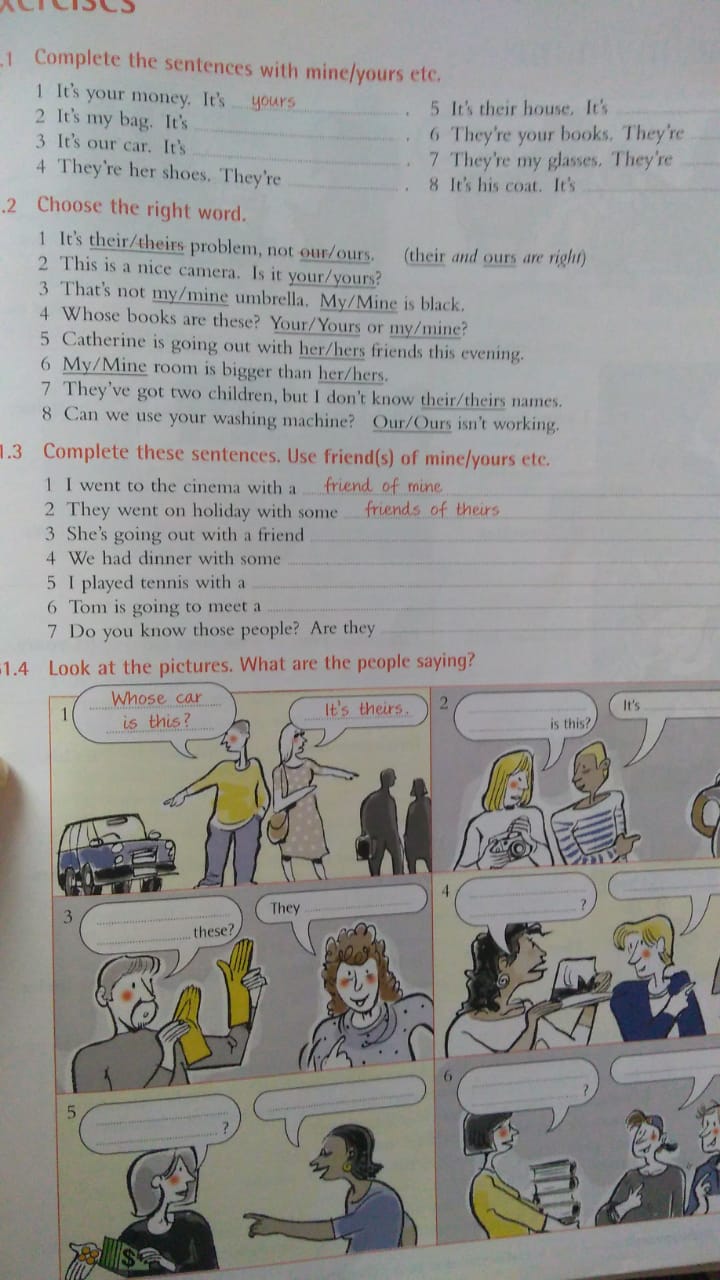 .1 Complete the sentences with mine/yours etc.
1 It's your money. It's yours .
2 It's my bag. It's .
3 It's our car. It's .
4 They're her shoes. They're .
5 It's their house. It's
6 They're your books. They're
7 They're my glasses. They're
8 It's his coat. It's
.2 Choose the right word.
1 It's their/theirs problem, not our/ours. (their and ours are right)
2 This is a nice camera. Is it your/yours?
3 That's not my/mine umbrella. My/Mine is black.
4 Whose books are these? Your/Yours or my/mine?
5 Catherine is going out with her/hers friends this evening.
6 My/Mine room is bigger than her/hers.
7 They've got two children, but I don't know their/theirs names.
8 Can we use your washing machine? Our/Ours isn't working.
1.3 Complete these sentences. Use friend(s) of mine/yours etc.
1 I went to the cinema with a friend of mine
2 They went on holiday with some friends of theirs
3 She's going out with a friend
4 We had dinner with some
5 I played tennis with a
6 Tom is going to meet a
7 Do you know those people? Are they
1.4 Look at the pictures. What are the people saying?
1
Whose car
is this?
It's theirs.
2
is this?
It's
3
these?
They
4
?
5
?
6
?
$